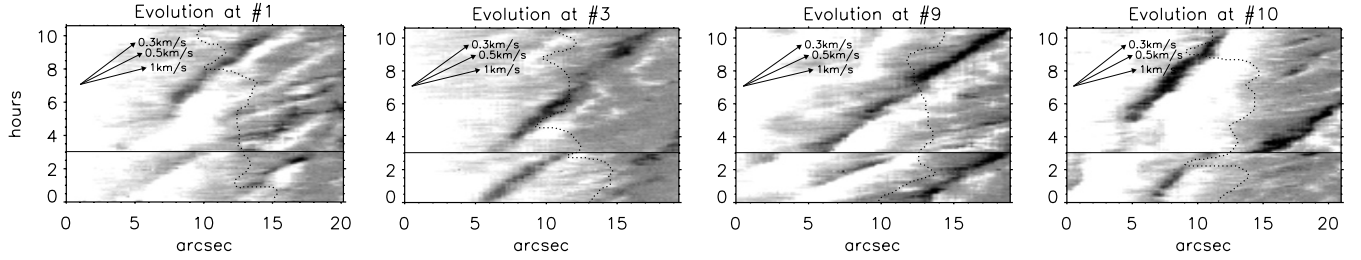 Evolution at #1
10
8
6
4
2
0
hours
0.3km/s
0.5km/s
1km/s
0 5 10 15 20
arcsec
Evolution at #3
10
8
6
4
2
0
0.3km/s
0.5km/s
1km/s
0 5 10 15
arcsec
Evolution at #9
10
8
6
4
2
0
0.3km/s
0.5km/s
1km/s
0 5 10 15
arcsec
Evolution at #10
10
8
6
4
2
0
0.3km/s
0.5km/s
1km/s
0 5 10 15 20
arcsec